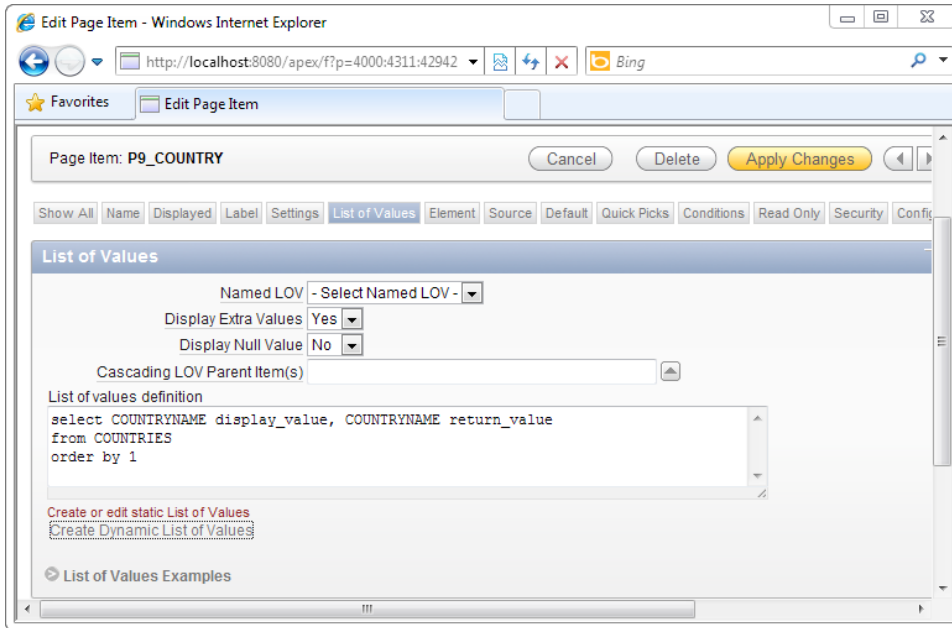 Edit Page Item - Windows Internet Explorer
http://localhost:8080/apex/f?p=4000:4311:42942
Bing
Favorites
Edit Page Item
Page Item: P9_COUNTRY
Cancel
Delete
Apply Changes
Show All Name Displayed Label Settings List of Values Element Source Default Quick Picks Conditions Read Only Security Config
List of Values
Named LOV - Select Named LOV -
Display Extra Values Yes
Display Null Value No
Cascading LOV Parent Item(s)
List of values definition
select COUNTRYNAME display_value, COUNTRYNAME return_value
from COUNTRIES
order by 1
Create or edit static List of Values
Create Dynamic List of Values
List of Values Examples